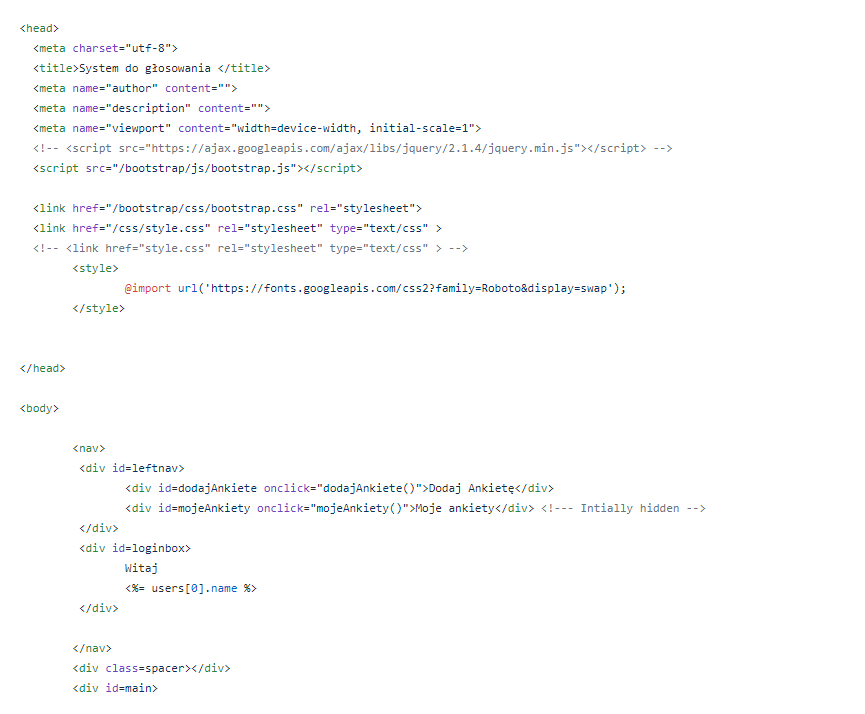 <head>
<meta charset="utf-8">
<title>System do głosowania </title>
<meta name="author" content="">
<meta name="description" content="">
<meta name="viewport" content="width=device-width, initial-scale=1">
<!-- <script src="https://ajax.googleapis.com/ajax/libs/jquery/2.1.4/jquery.min.js"></script> -->
<script src="/bootstrap/js/bootstrap.js"></script>
<link href="/bootstrap/css/bootstrap.css" rel="stylesheet">
<link href="/css/style.css" rel="stylesheet" type="text/css" >
<!-- <link href="style.css" rel="stylesheet" type="text/css" > -->
<style>
@import url('https://fonts.googleapis.com/css2?family=Roboto&display=swap');
</style>
</head>
<body>
<nav>
<div id=leftnav>
<div id=dodajAnkiete onclick="dodajAnkiete()">Dodaj Ankietę</div>
<div id=mojeAnkiety onclick="mojeAnkiety()">Moje ankiety</div> <!--- Intially hidden -->
</div>
<div id=loginbox>
Witaj
<%= users[0].name %>
</div>
</nav>
<div class=spacer></div>
<div id=main>